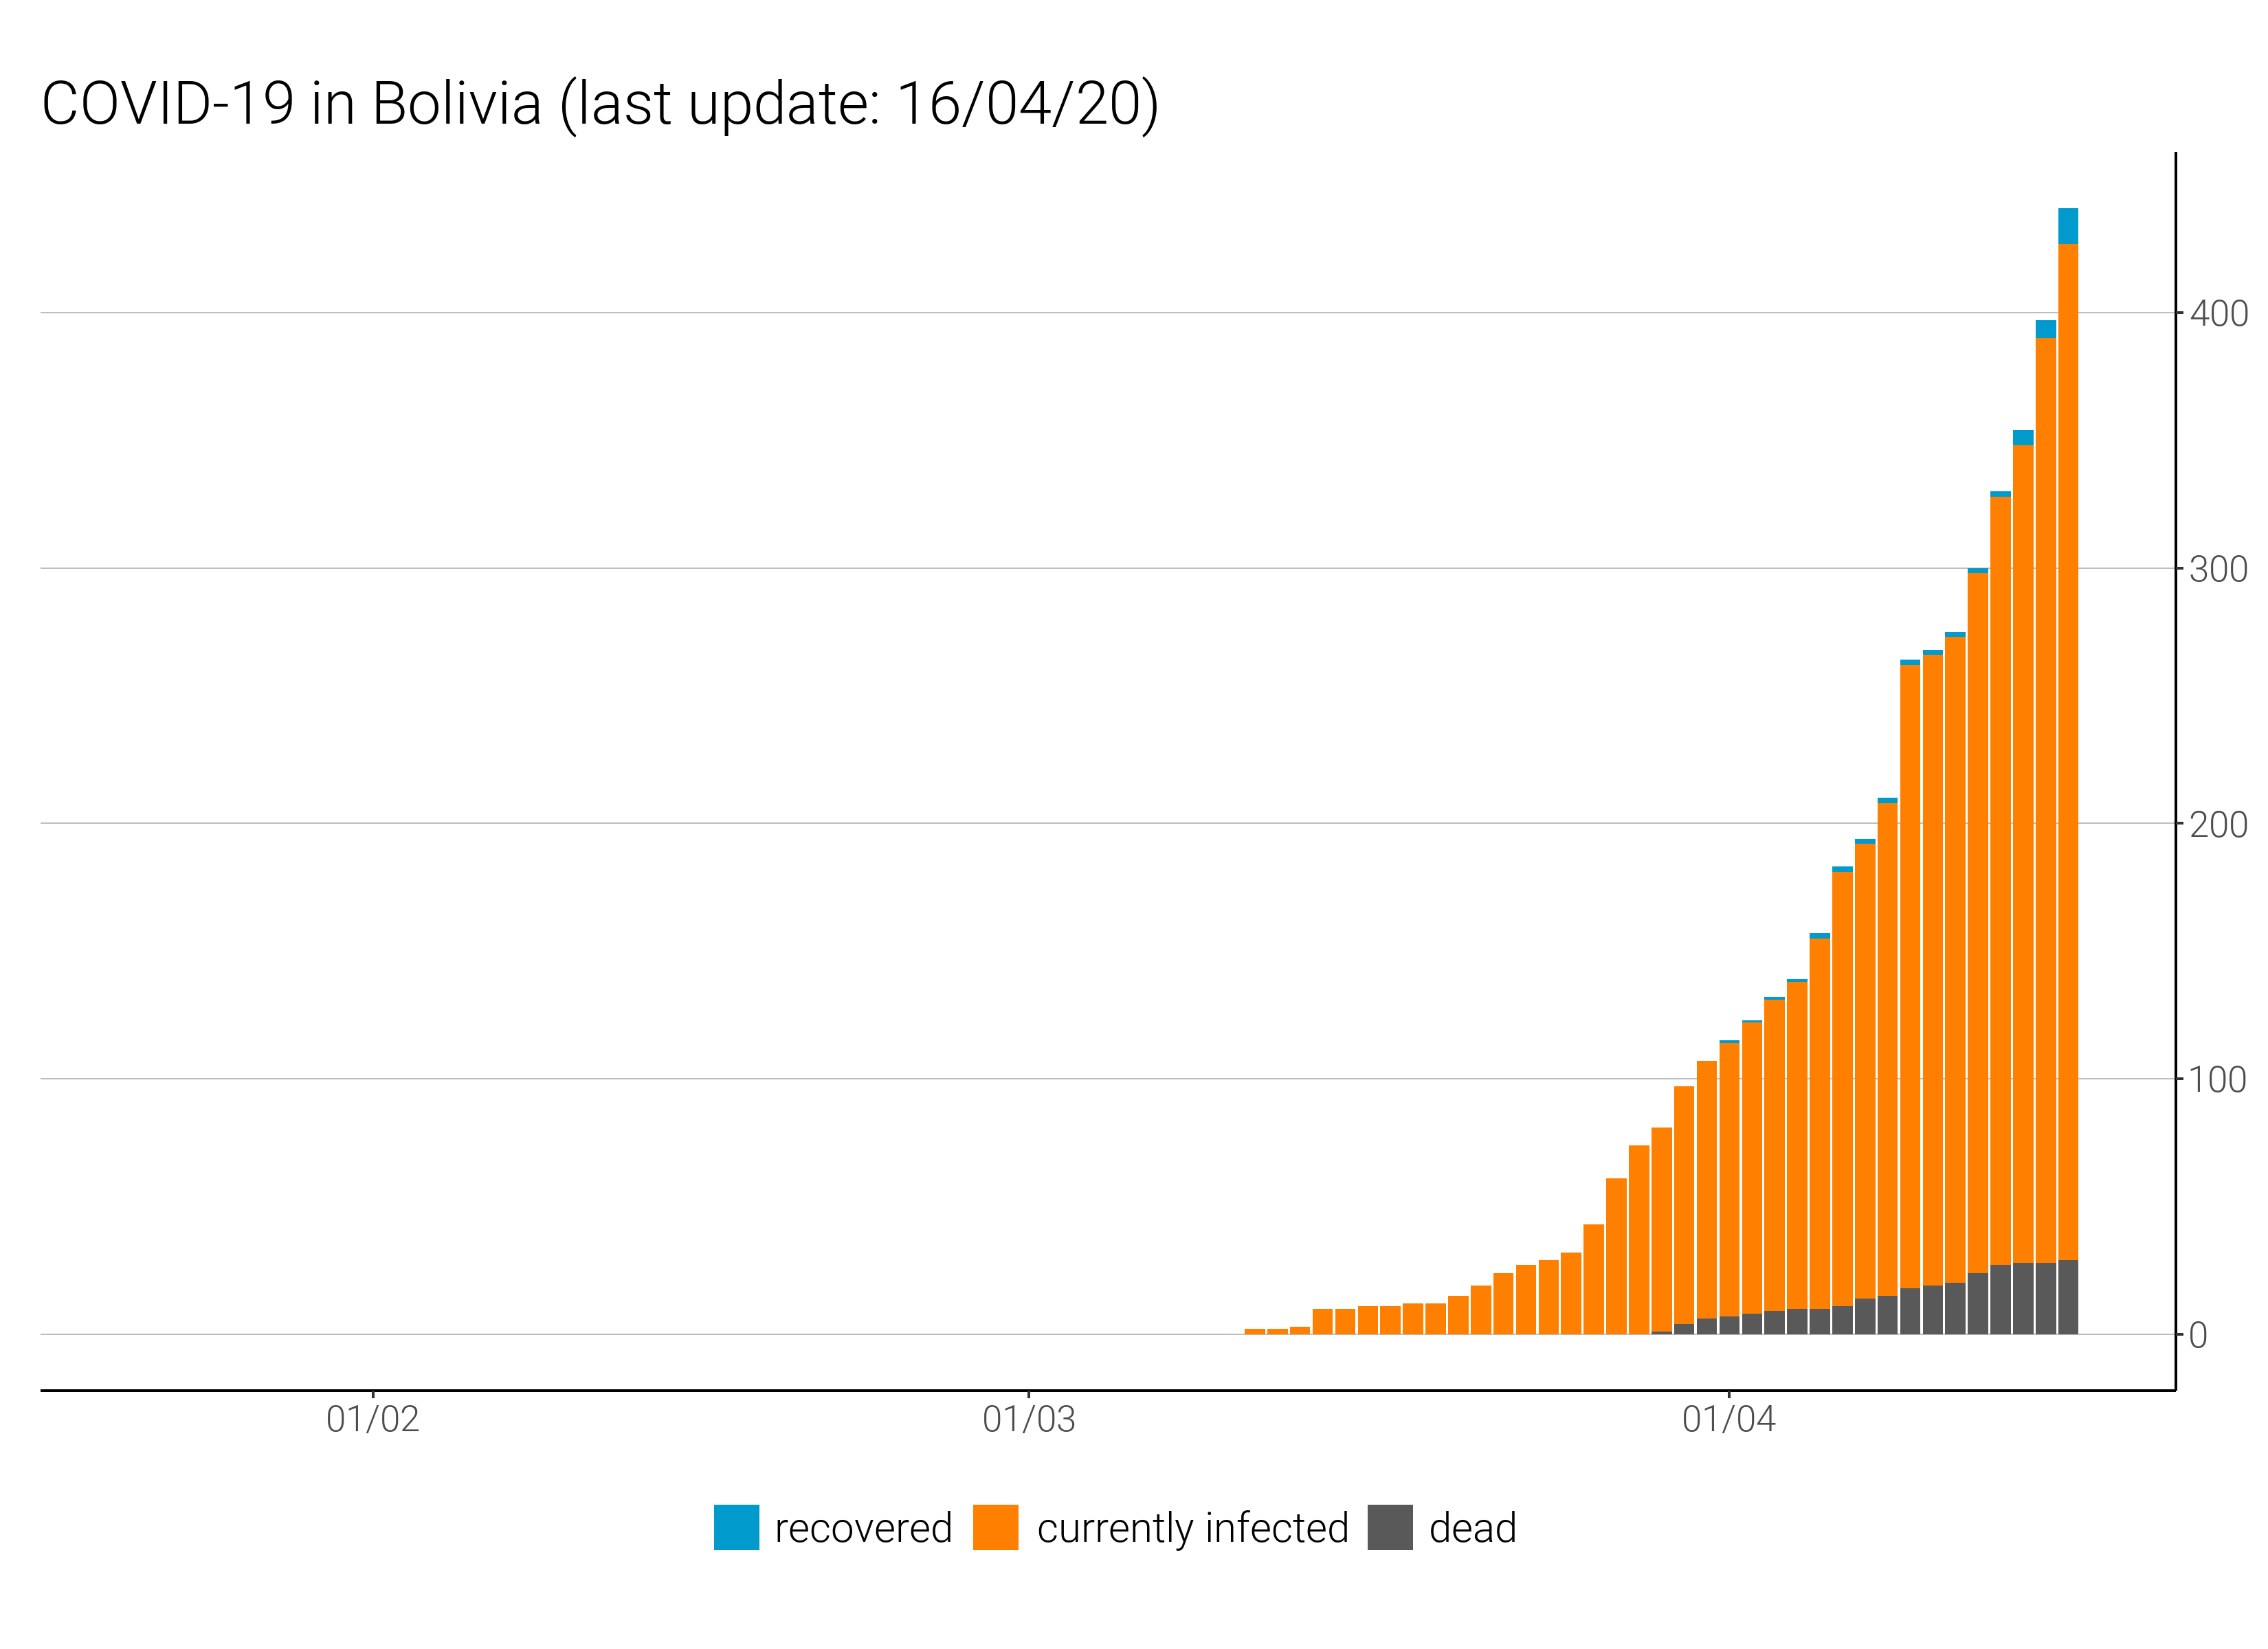 COVID-19 in Bolivia (last update: 16/04/20)
400
300
200
100
0
01/02 01/03 01/04
recovered currently infected dead